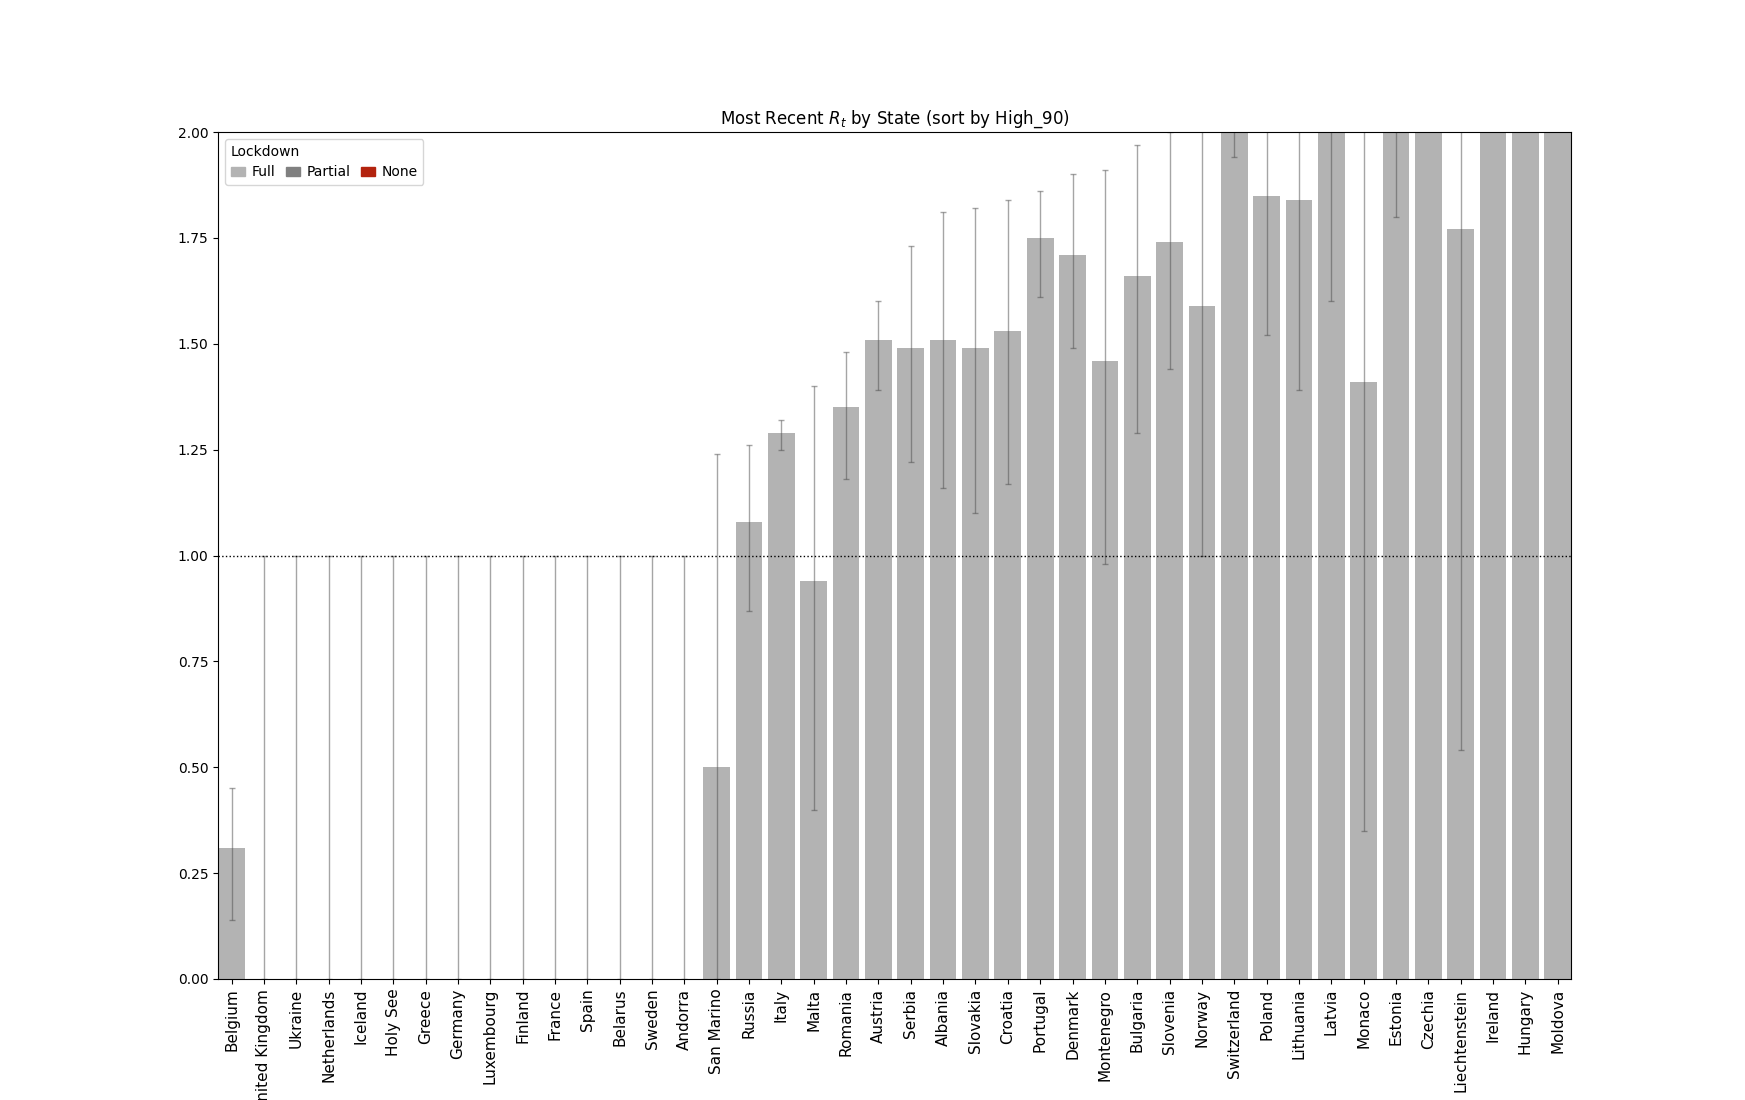 Most Recent R_t by State (sort by High_90)
Lockdown
Full Partial None
2.00
1.75
1.50
1.25
1.00
0.75
0.50
0.25
0.00
Belgium
nited Kingdom
Ukraine
Netherlands
Iceland
Holy See
Greece
Germany
Luxembourg
Finland
France
Spain
Belarus
Sweden
Andorra
San Marino
Russia
Italy
Malta
Romania
Austria
Serbia
Albania
Slovakia
Croatia
Portugal
Denmark
Montenegro
Bulgaria
Slovenia
Norway
Switzerland
Poland
Lithuania
Latvia
Monaco
Estonia
Czechia
Liechtenstein
Ireland
Hungary
Moldova